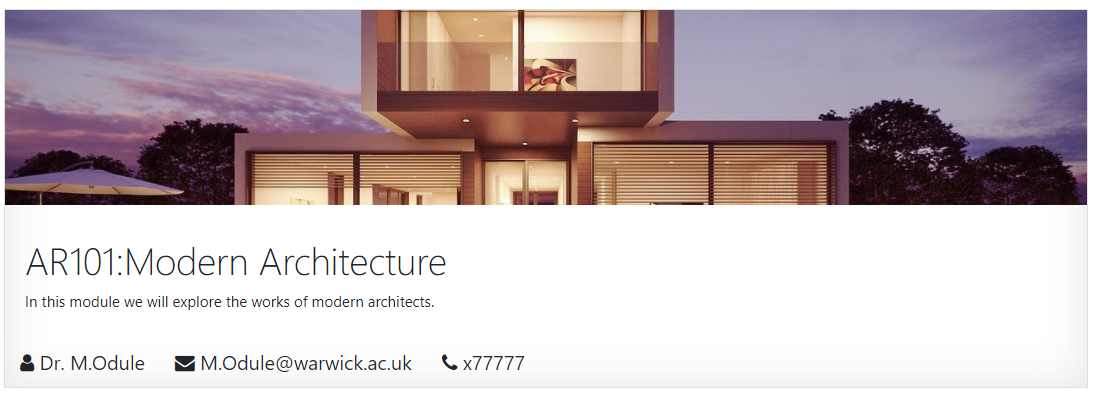 AR101:Modern Architecture
In this module we will explore the works of modern architects.
Dr. M.Odule M.Odule@warwick.ac.uk x77777